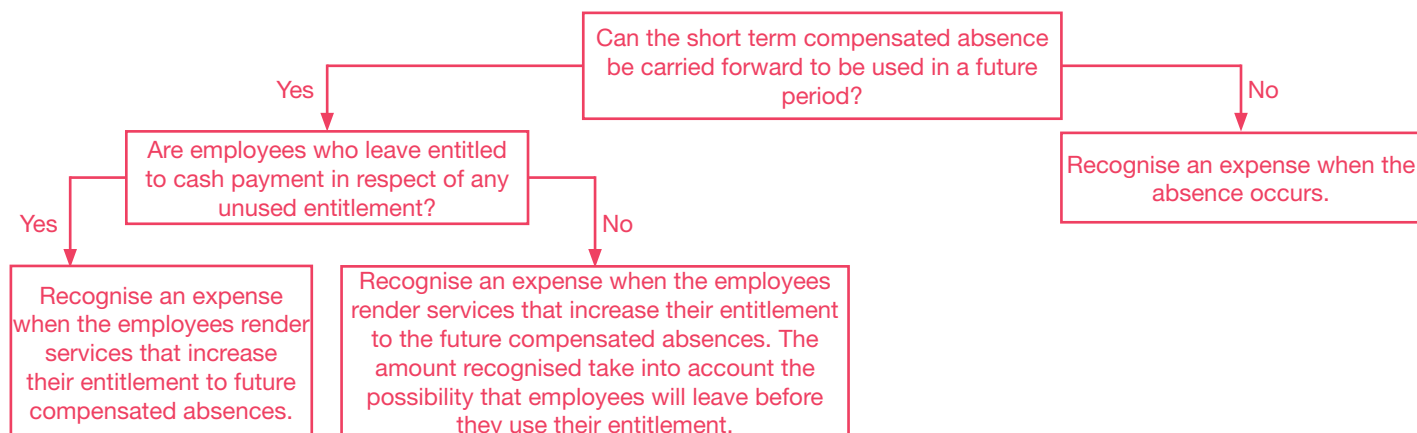 Can the short term compensated absence
be carried forward to be used in a future
period?
Yes
No
Are employees who leave entitled
to cash payment in respect of any
unused entitlement?
Recognise an expense when the
absence occurs.
Yes
No
Recognise an expense
when the employees render
services that increase
their entitlement to future
compensated absences.
Recognise an expense when the employees
render services that increase their entitlement
to the future compensated absences. The
amount recognised take into account the
possibility that employees will leave before
they use their entitlement.